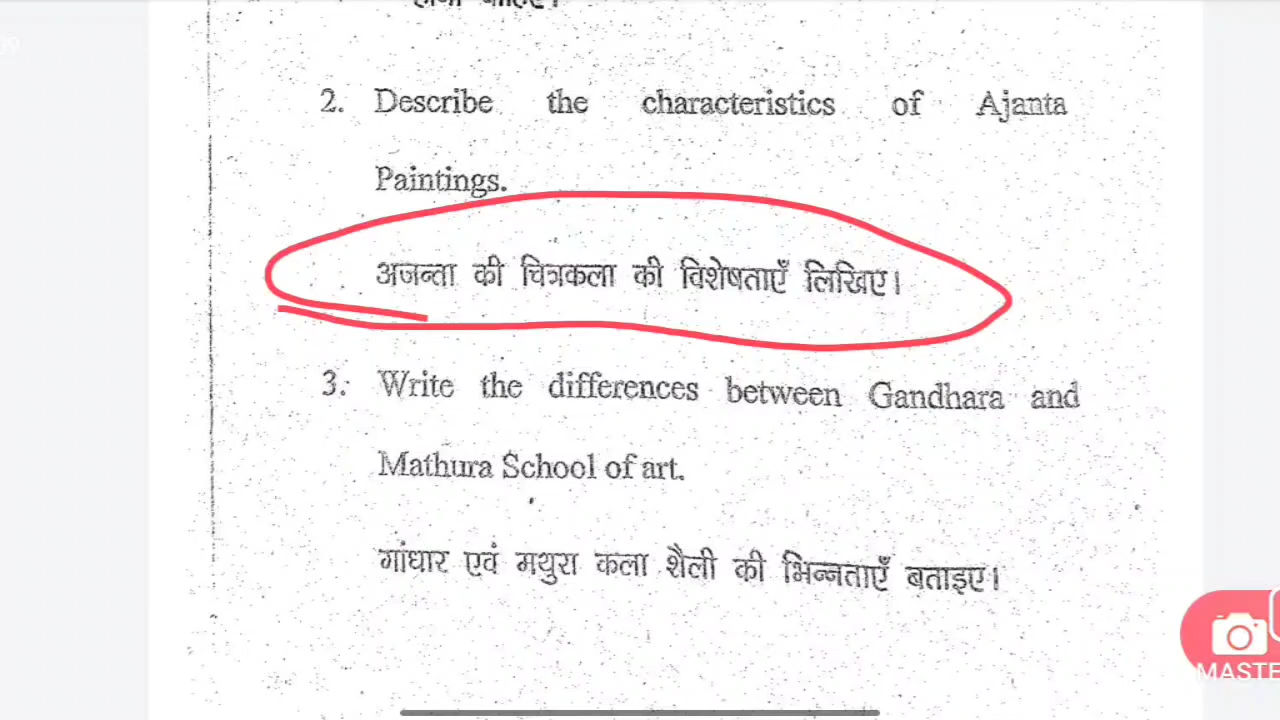 2. Describe the characteristics of Ajanta
Paintings.
अजन्ता की चित्रकला की विशेषताएँ लिखिए।
3. Write the differences between Gandhara and
Mathura School of art.
गांधार एवं मथुरा कला शैली की भिन्नताएँ बताइए।